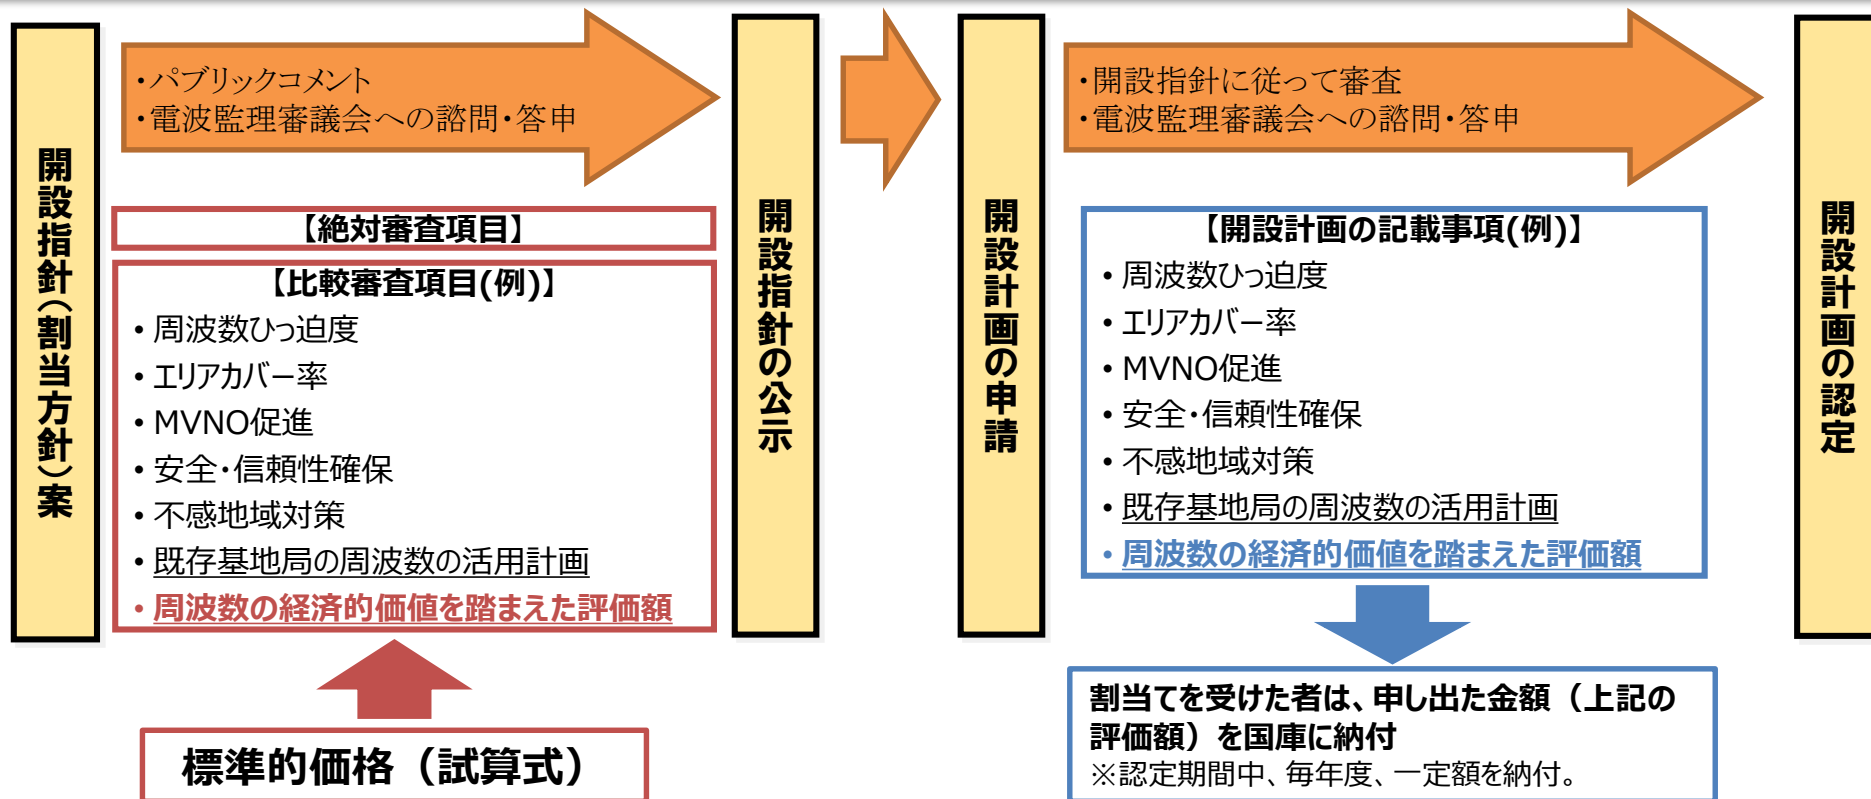 開設指針（割当方針）案
・パブリックコメント
・電波監理審議会への諮問・答申
【絶対審査項目】
【比較審査項目(例)】
• 周波数ひっ迫度
• エリアカバー率
• MVNO促進
• 安全・信頼性確保
• 不感地域対策
• 既存基地局の周波数の活用計画
• 周波数の経済的価値を踏まえた評価額
標準的価格（試算式）
開設指針の公示
開設計画の申請
・開設指針に従って審査
・電波監理審議会への諮問・答申
【開設計画の記載事項(例)】
• 周波数ひっ迫度
• エリアカバー率
• MVNO促進
• 安全・信頼性確保
• 不感地域対策
• 既存基地局の周波数の活用計画
• 周波数の経済的価値を踏まえた評価額
割当てを受けた者は、申し出た金額（上記の
評価額）を国庫に納付
※認定期間中、毎年度、一定額を納付。
開設計画の認定